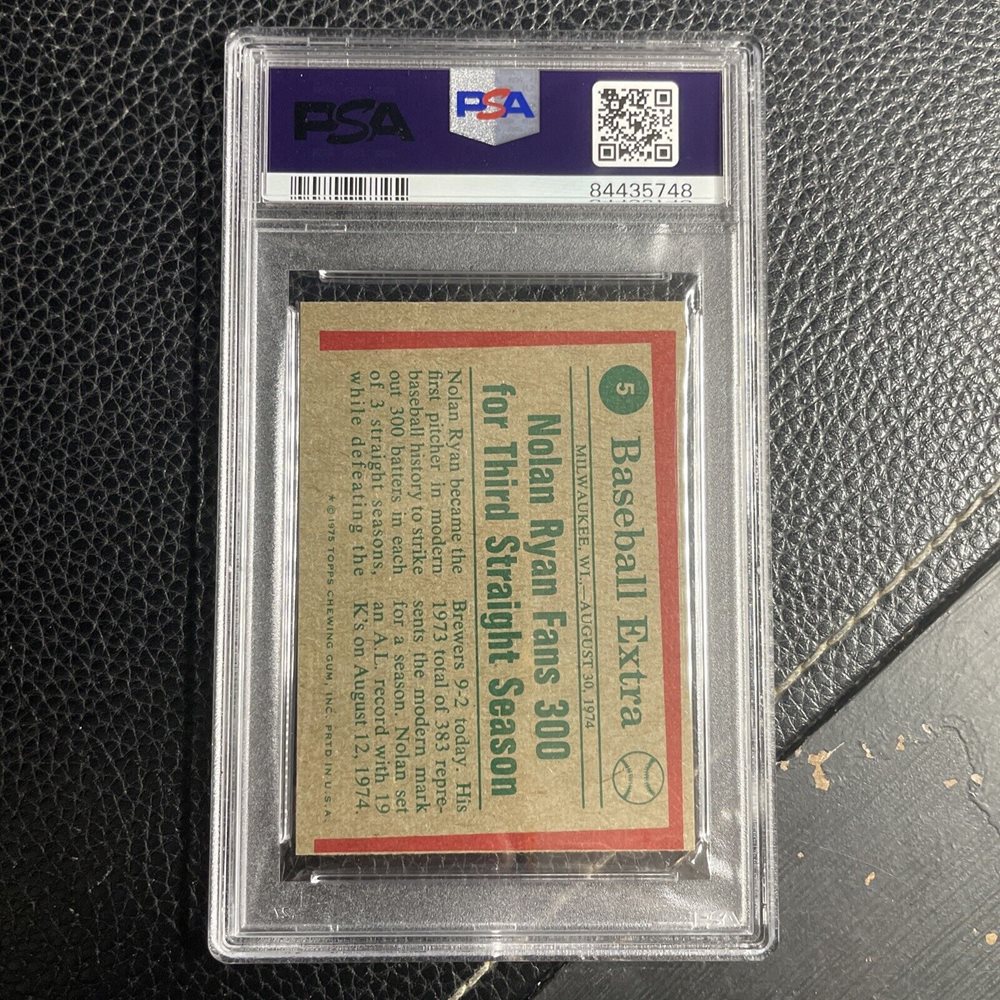 PSA
PSA
84435748
5
Baseball Extra
MILWAUKEE, WI.,—AUGUST 30, 1974
Nolan Ryan Fans 300
for Third Straight Season
Nolan Ryan became the
first pitcher in modern
baseball history to strike
out 300 batters in each
of 3 straight seasons,
while defeating the
Brewers 9-2 today. His
1973 total of 383 repre-
sents the modern mark
for a season. Nolan set
an A.L. record with 19
K's on August 12, 1974.
* © 1975 TOPPS CHEWING GUM, INC. PRTD. IN U.S.A.